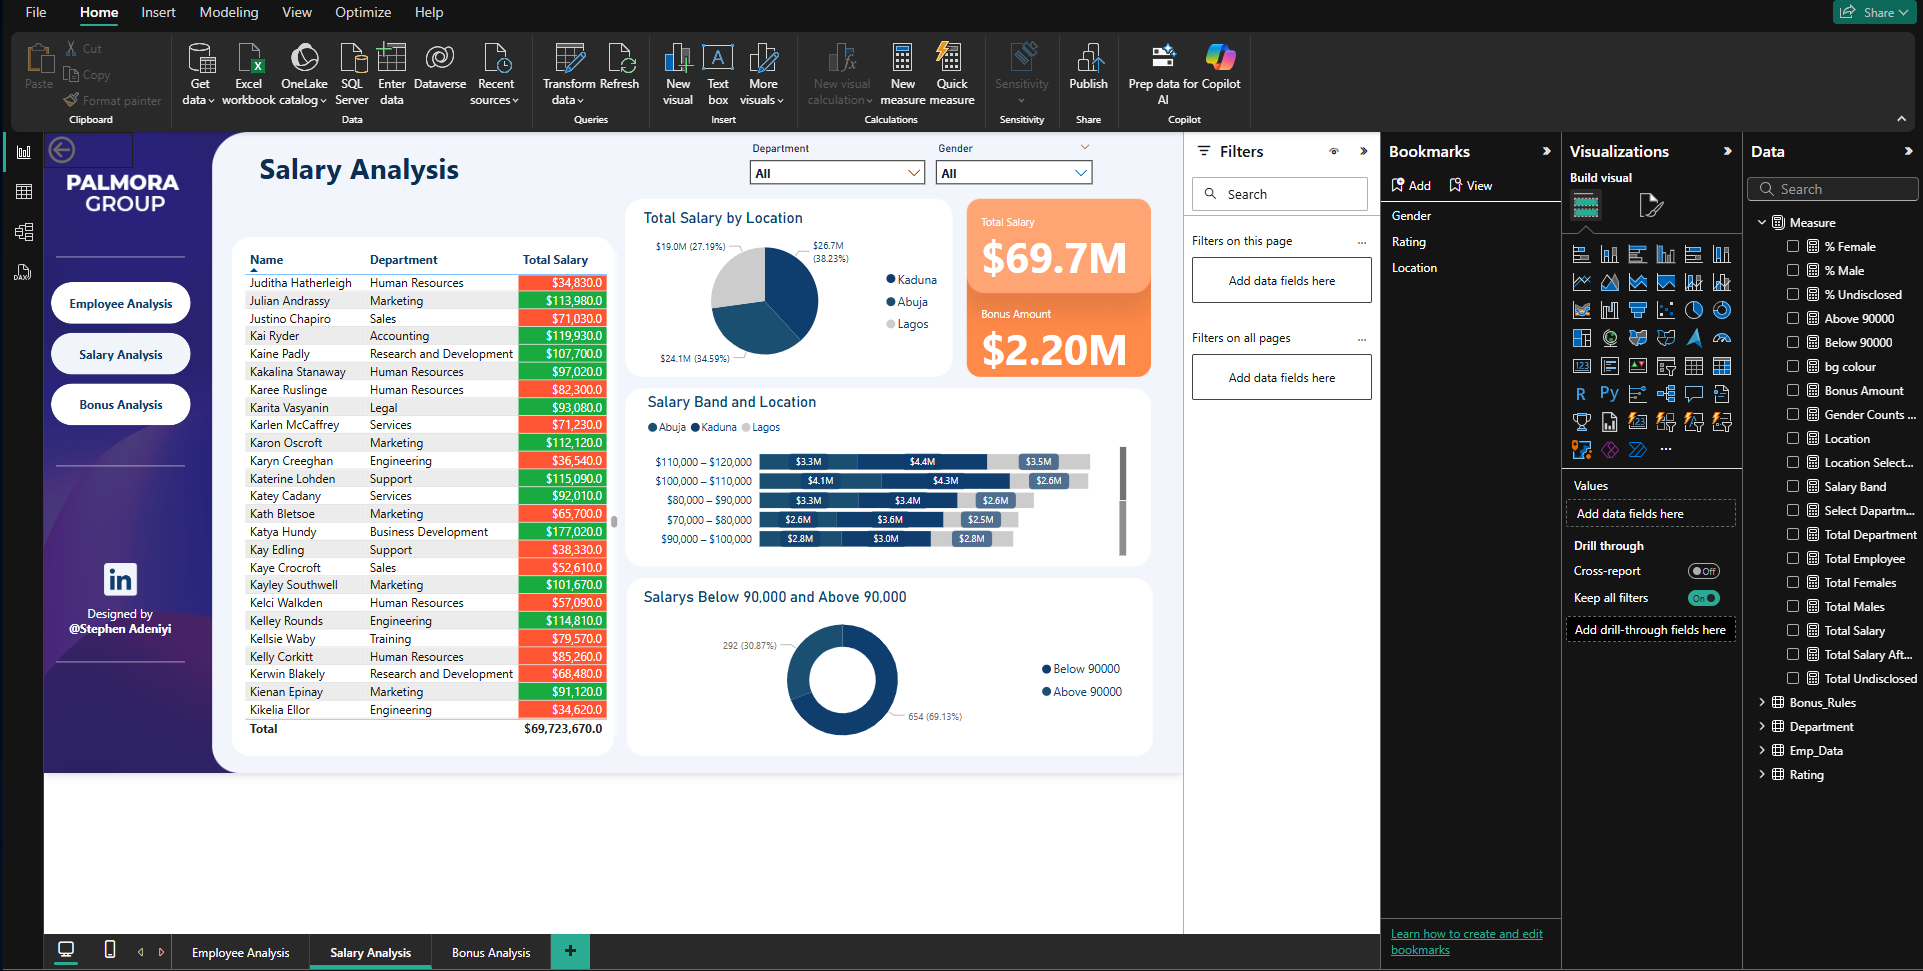 File Home Insert Modeling View Optimize Help
Share
Paste
Cut
Copy
Format painter
Clipboard
Get data
Excel workbook
OneLake catalog
SQL Server
Enter data
Dataverse
Recent sources
Data
Transform data
Refresh
Queries
New visual
Text box
More visuals
Insert
New visual calculation
New measure
Quick measure
Calculations
Sensitivity
Sensitivity
Publish
Share
Prep data for AI
Copilot
Copilot
PALMORA
GROUP
Employee Analysis
Salary Analysis
Bonus Analysis
in
Designed by
@Stephen Adeniyi
Salary Analysis
Department
All
Gender
All
Name Department Total Salary
Juditha Hatherleigh Human Resources $34,830.0
Julian Andrassy Marketing $113,980.0
Justino Chapiro Sales $71,030.0
Kai Ryder Accounting $119,930.0
Kaine Padly Research and Development $107,700.0
Kakalina Stanaway Human Resources $97,020.0
Karee Ruslinge Human Resources $82,300.0
Karita Vasyanin Legal $93,080.0
Karlen McCaffrey Services $71,230.0
Karon Oscroft Marketing $112,120.0
Karyn Creeghan Engineering $36,540.0
Katerine Lohden Support $115,090.0
Katey Cadany Services $92,010.0
Kath Bletsoe Marketing $65,700.0
Katya Hundy Business Development $177,020.0
Kay Edling Support $38,330.0
Kaye Crocroft Sales $52,610.0
Kayley Southwell Marketing $101,670.0
Kelci Walkden Human Resources $57,090.0
Kelley Rounds Engineering $114,810.0
Kellsie Waby Training $79,570.0
Kelly Corkitt Human Resources $85,260.0
Kerwin Blakely Research and Development $68,480.0
Kienan Epinay Marketing $91,120.0
Kikelia Ellor Engineering $34,620.0
Total $69,723,670.0
Total Salary by Location
$19.0M (27.19%)
$26.7M
(38.23%)
$24.1M (34.59%)
Kaduna
Abuja
Lagos
Total Salary
$69.7M
Bonus Amount
$2.20M
Salary Band and Location
Abuja Kaduna Lagos
$110,000 – $120,000 $3.3M $4.4M $3.5M
$100,000 – $110,000 $4.1M $4.3M $2.6M
$80,000 – $90,000 $3.3M $3.4M $2.6M
$70,000 – $80,000 $2.6M $3.6M $2.5M
$90,000 – $100,000 $2.8M $3.0M $2.8M
Salarys Below 90,000 and Above 90,000
292 (30.87%)
654 (69.13%)
Below 90000
Above 90000
Filters
Search
Filters on this page ...
Add data fields here
Filters on all pages ...
Add data fields here
Bookmarks
Add View
Gender
Rating
Location
Learn how to create and edit
bookmarks
Visualizations
Build visual
R Py
123
...
Values
Add data fields here
Drill through
Cross-report Off
Keep all filters On
Add drill-through fields here
Data
Search
Measure
% Female
% Male
% Undisclosed
Above 90000
Below 90000
bg colour
Bonus Amount
Gender Counts ...
Location
Location Select...
Salary Band
Select Departm...
Total Department
Total Employee
Total Females
Total Males
Total Salary
Total Salary Aft...
Total Undisclosed
Bonus_Rules
Department
Emp_Data
Rating
DAX
Employee Analysis Salary Analysis Bonus Analysis +